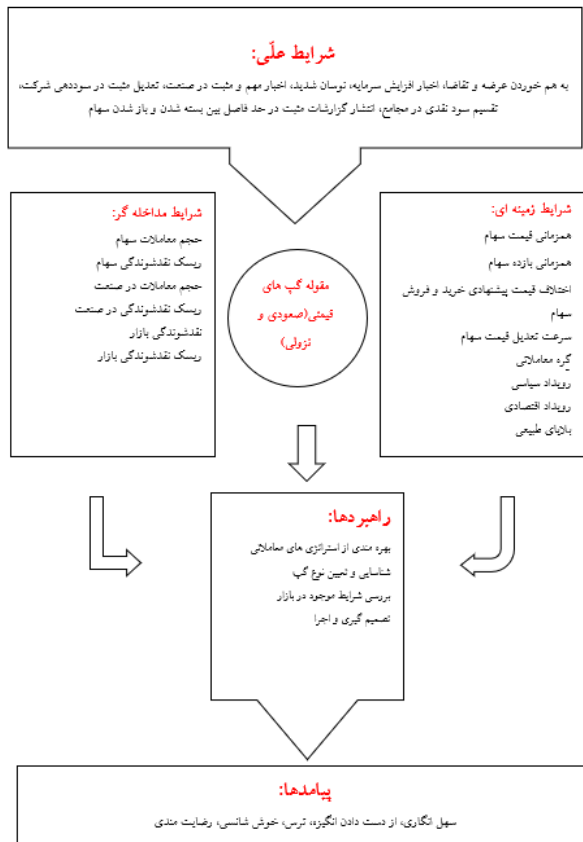 شرایط علّی:
به هم خوردن عرضه و تقاضا، اخبار افزایش سرمایه، نوسان شدید، اخبار مهم و مثبت در صنعت، تعدیل مثبت در سوددهی شرکت،
تقسیم سود نقدی در مجامع، انتشار گزارشات مثبت در حد فاصل بین بسته شدن و باز شدن سهام
شرایط زمینه ای:
همزمانی قیمت سهام
همزمانی بازده سهام
اختلاف قیمت پیشنهادی خرید و فروش
سهام
سرعت تعدیل قیمت سهام
گره معاملاتی
رویداد سیاسی
رویداد اقتصادی
بلایای طبیعی
مقوله گپ های
قیمتی(صعودی و
نزولی)
شرایط مداخله گر:
حجم معاملات سهام
ریسک نقدشوندگی سهام
حجم معاملات در صنعت
ریسک نقدشوندگی در صنعت
نقدشوندگی بازار
ریسک نقدشوندگی بازار
راهبردها:
بهره مندی از استراتژی های معاملاتی
شناسایی و تعیین نوع گپ
بررسی شرایط موجود در بازار
تصمیم گیری و اجرا
پیامدها:
سهل انگاری، از دست دادن انگیزه، ترس، خوش شانسی، رضایت مندی